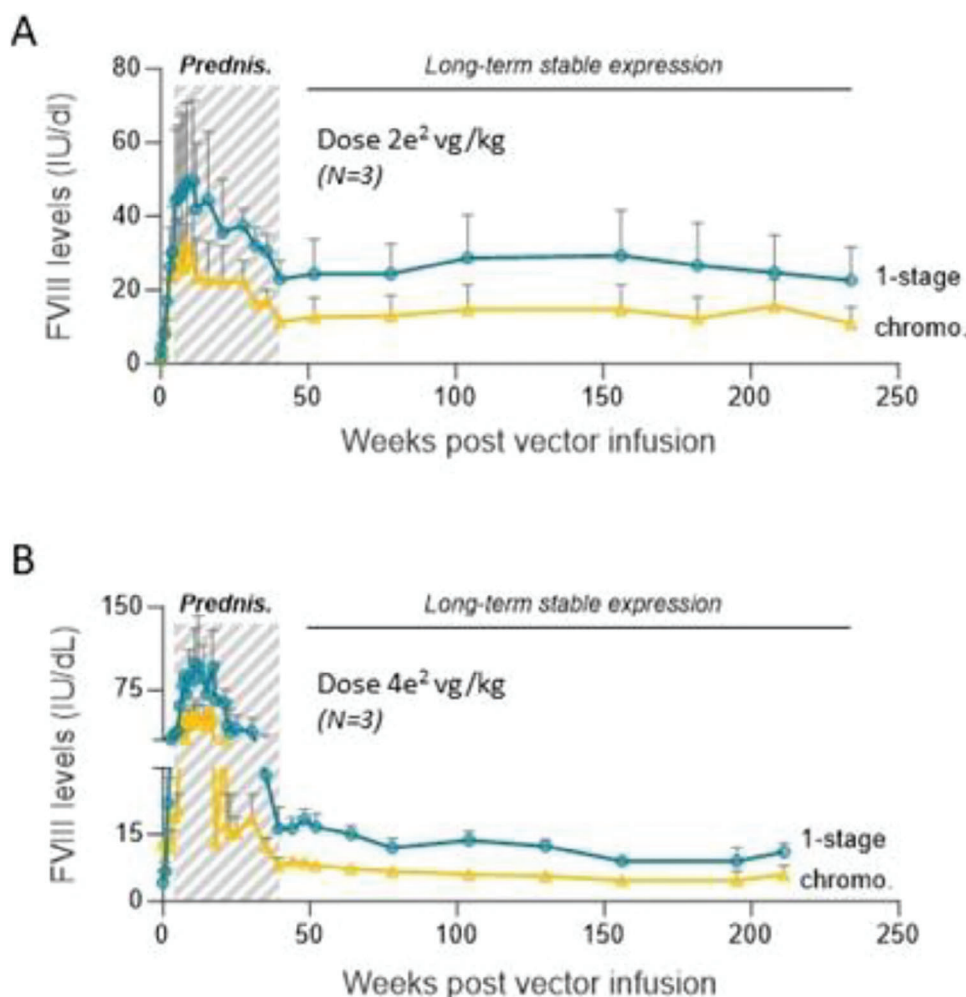 A
Prednis.
Long-term stable expression
Dose 2e² vg/kg
(N=3)
FVIII levels (IU/dl)
80
60
40
20
0
1-stage
chromo.
0 50 100 150 200 250
Weeks post vector infusion
B
Prednis.
Long-term stable expression
Dose 4e² vg/kg
(N=3)
FVIII levels (IU/dL)
150
75
15
0
1-stage
chromo.
0 50 100 150 200 250
Weeks post vector infusion